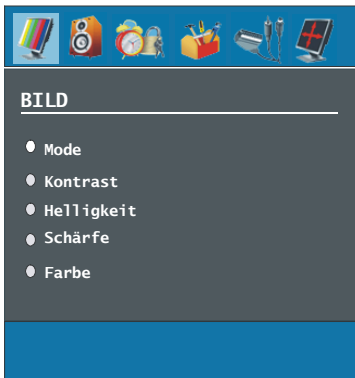 BILD
Mode
Kontrast
Helligkeit
Schärfe
Farbe